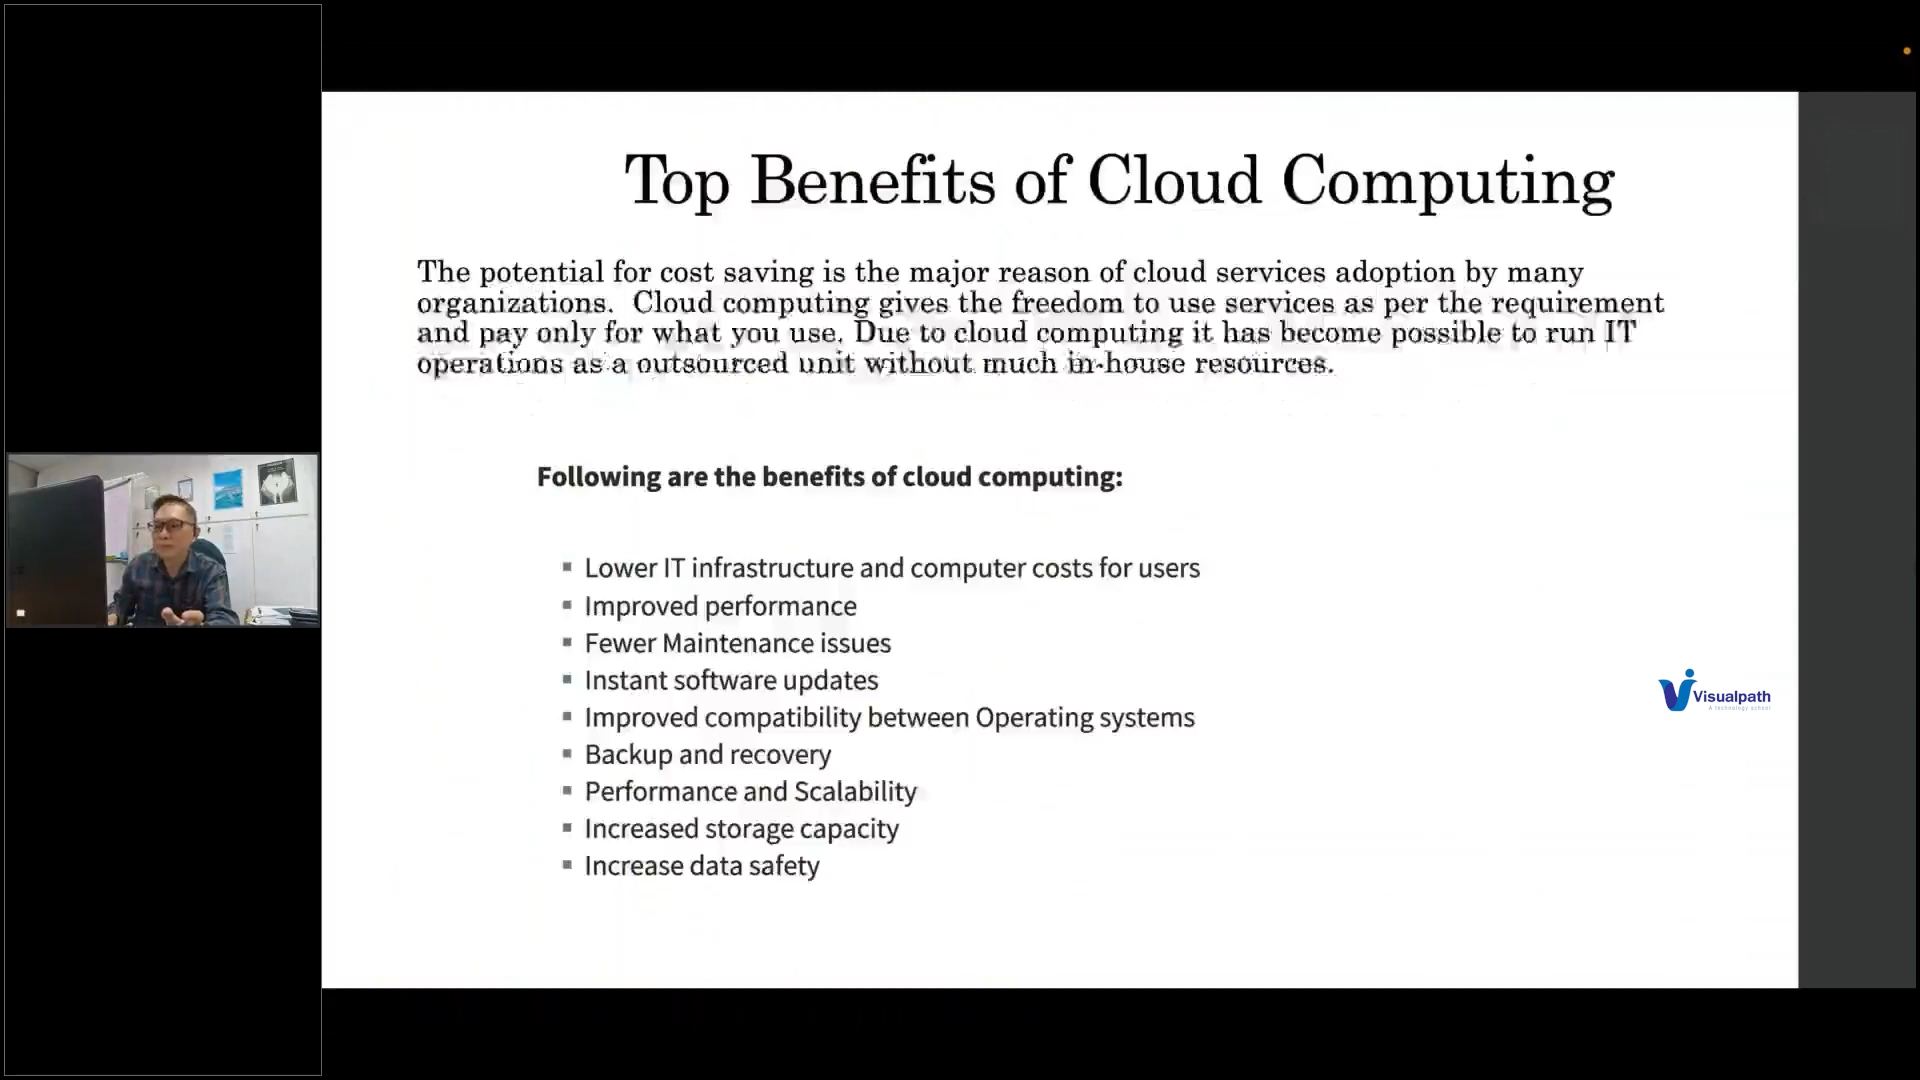 Top Benefits of Cloud Computing
The potential for cost saving is the major reason of cloud services adoption by many
organizations. Cloud computing gives the freedom to use services as per the requirement
and pay only for what you use. Due to cloud computing it has become possible to run IT
operations as a outsourced unit without much in-house resources.
Following are the benefits of cloud computing:
▪ Lower IT infrastructure and computer costs for users
▪ Improved performance
▪ Fewer Maintenance issues
▪ Instant software updates
▪ Improved compatibility between Operating systems
▪ Backup and recovery
▪ Performance and Scalability
▪ Increased storage capacity
▪ Increase data safety
Visualpath
A technology school